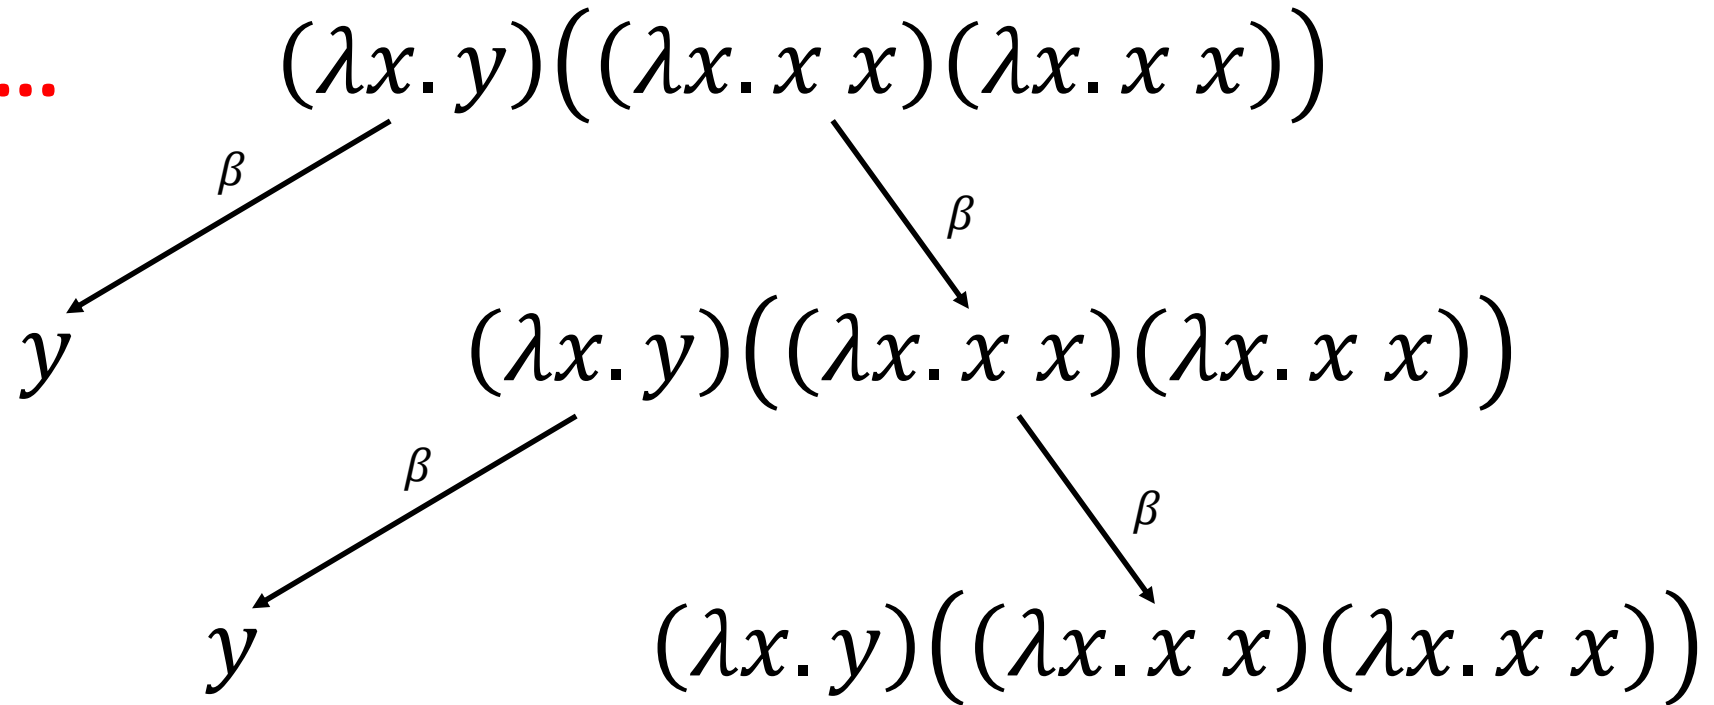 ... (λx. y)((λx. x x)(λx. x x))
β β
y (λx. y)((λx. x x)(λx. x x))
β β
y (λx. y)((λx. x x)(λx. x x))